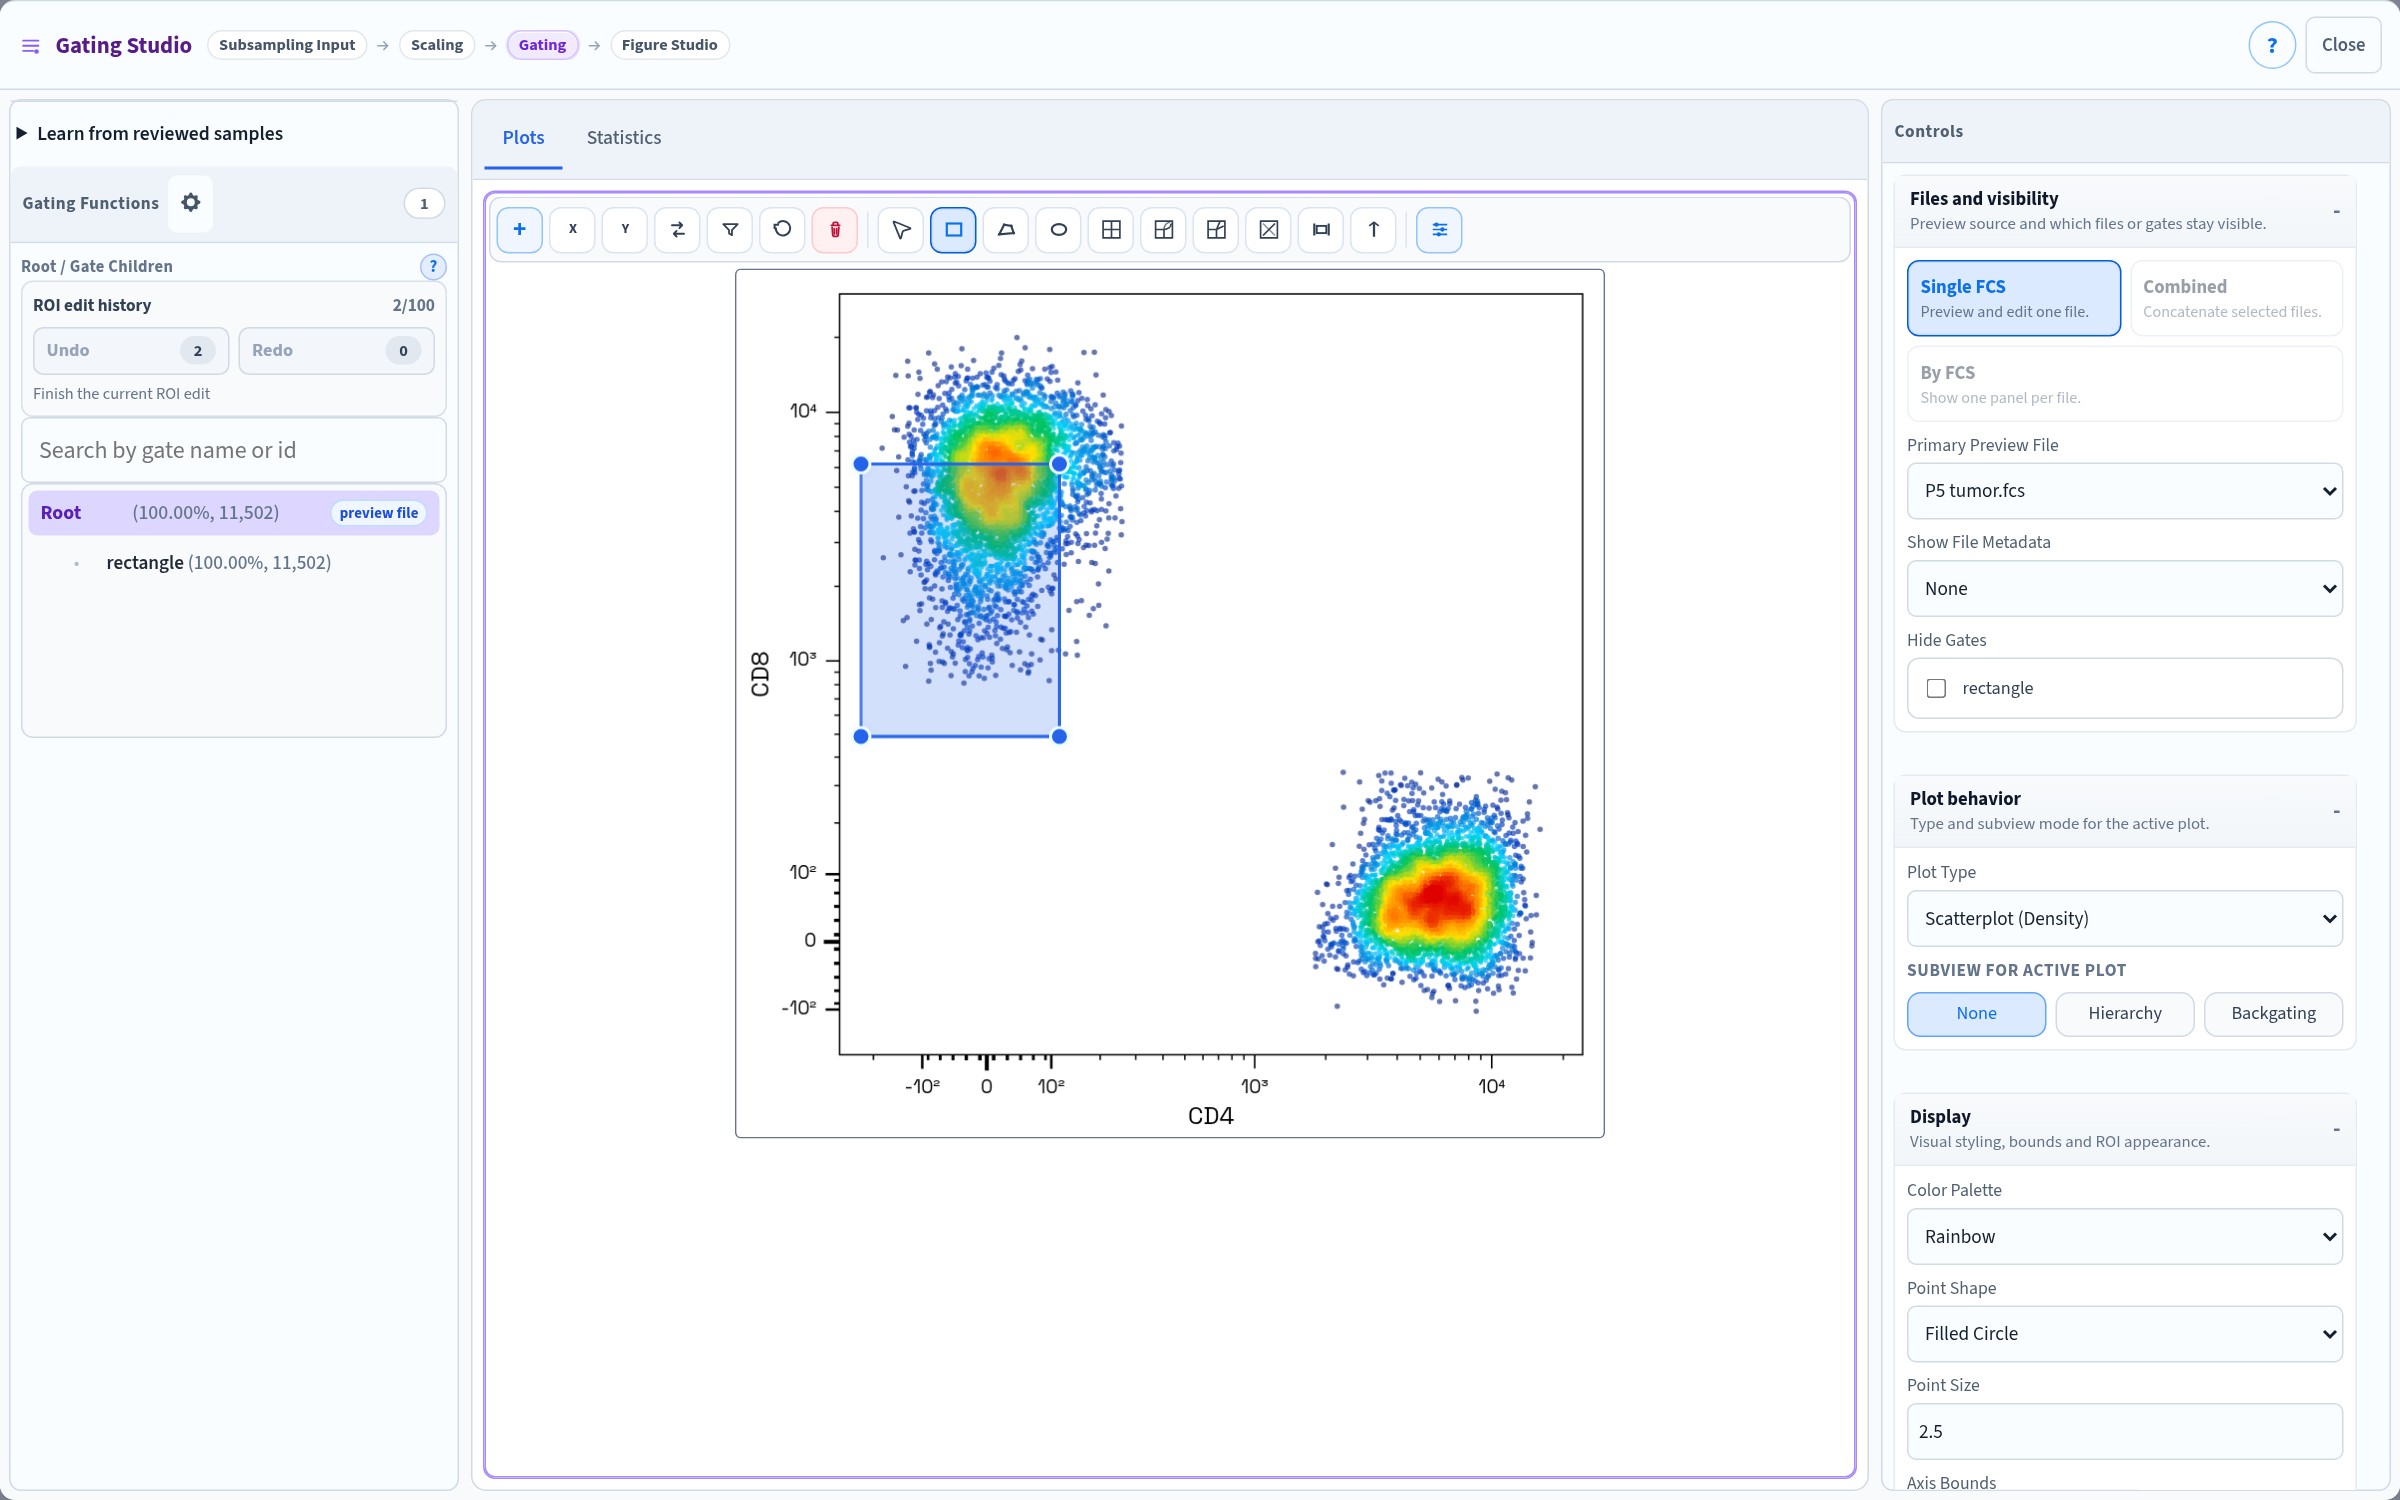 Gating Studio
Subsampling Input → Scaling → Gating → Figure Studio
?
Close
Learn from reviewed samples
Gating Functions
1
Root / Gate Children
?
ROI edit history
2/100
Undo 2
Redo 0
Finish the current ROI edit
Search by gate name or id
Root (100.00%, 11,502) preview file
rectangle (100.00%, 11,502)
Plots
Statistics
+ X Y
CD8
10⁴
10³
10²
0
-10²
-10² 0 10² 10³ 10⁴
CD4
Controls
Files and visibility
Preview source and which files or gates stay visible.
-
Single FCS
Preview and edit one file.
Combined
Concatenate selected files.
By FCS
Show one panel per file.
Primary Preview File
P5 tumor.fcs
Show File Metadata
None
Hide Gates
rectangle
Plot behavior
Type and subview mode for the active plot.
-
Plot Type
Scatterplot (Density)
SUBVIEW FOR ACTIVE PLOT
None
Hierarchy
Backgating
Display
Visual styling, bounds and ROI appearance.
-
Color Palette
Rainbow
Point Shape
Filled Circle
Point Size
2.5
Axis Bounds